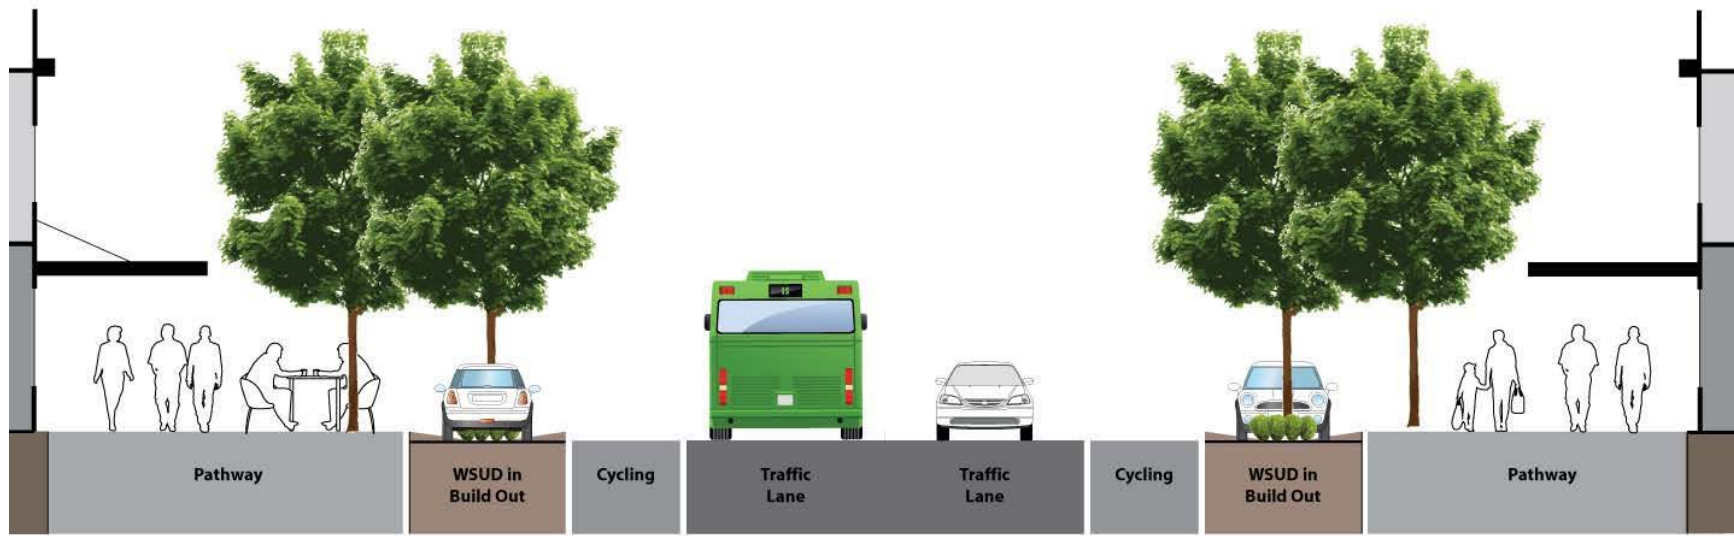 Pathway
WSUD in
Build Out
Cycling
Traffic
Lane
Traffic
Lane
Cycling
WSUD in
Build Out
Pathway